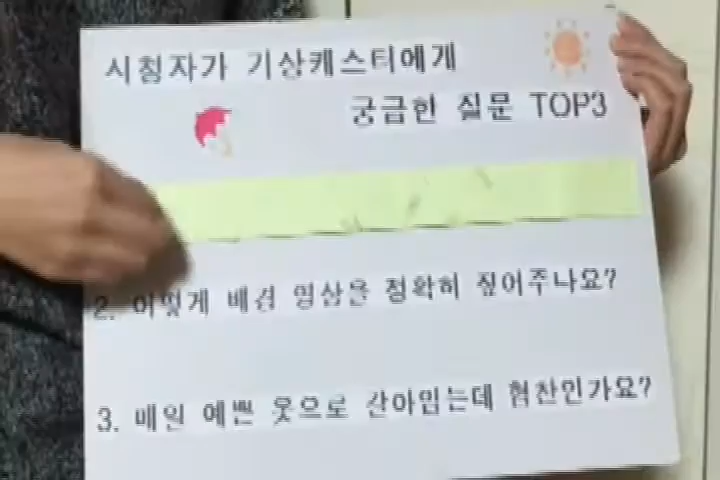 시청자가 기상캐스터에게
궁금한 질문 TOP3
2. 어떻게 배경 영상을 정확히 짚어주나요?
3. 매일 예쁜 옷으로 갈아입는데 협찬인가요?